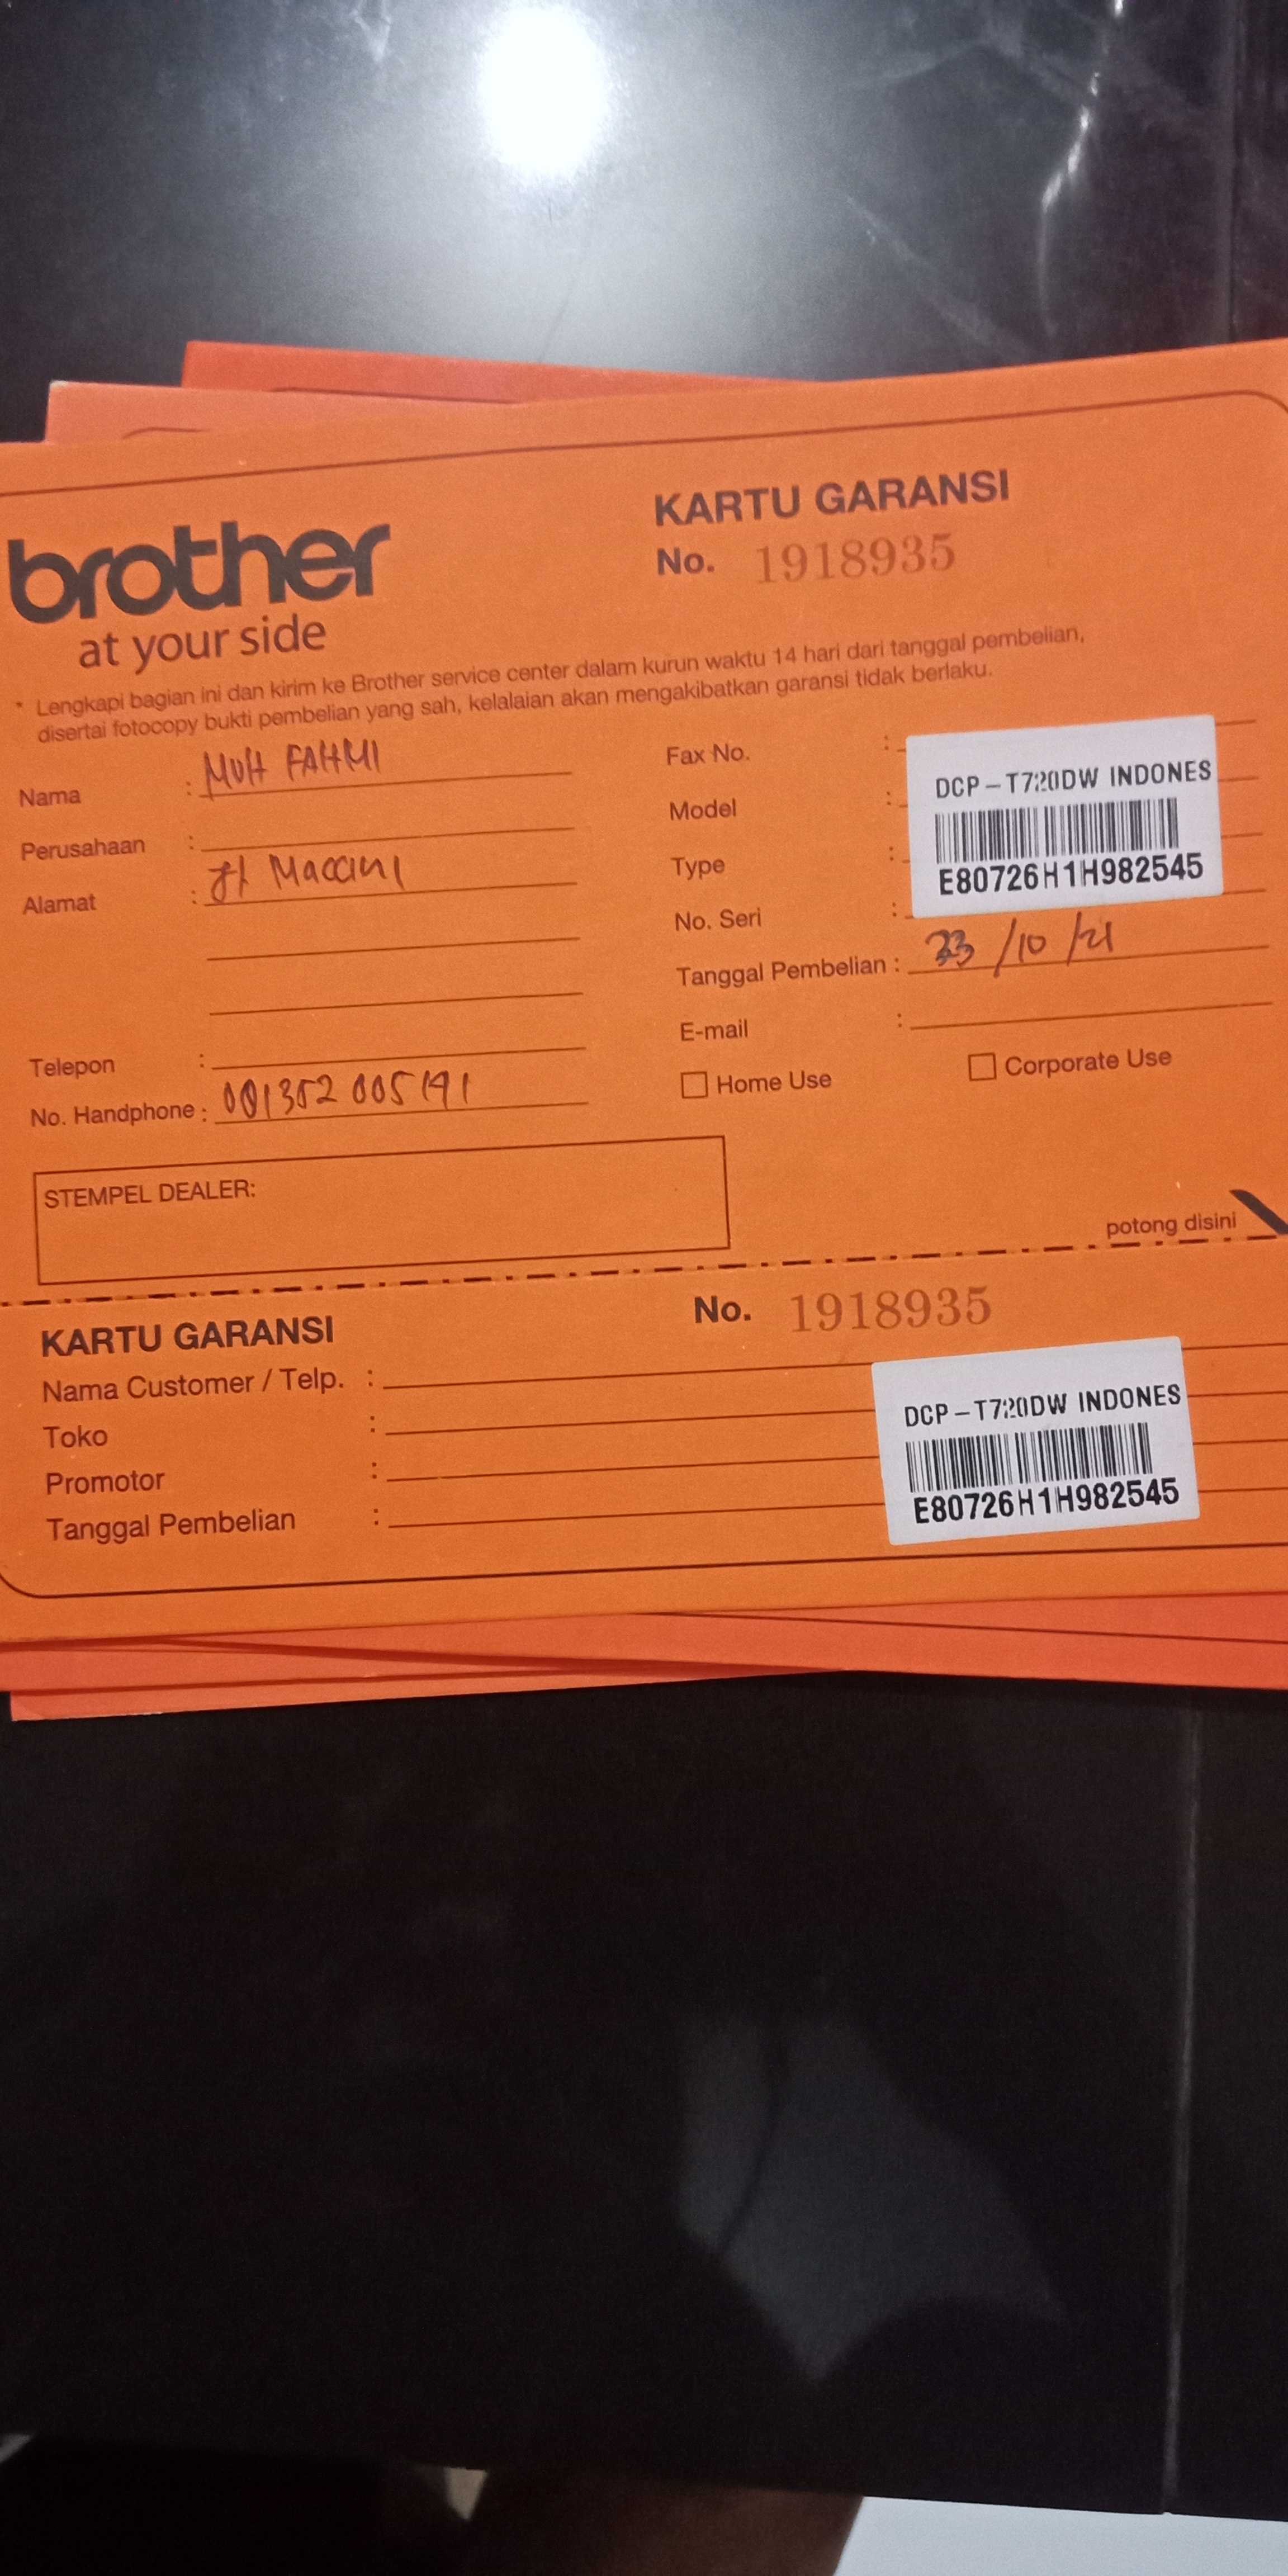 brother
at your side
KARTU GARANSI
No. 1918935
* Lengkapi bagian ini dan kirim ke Brother service center dalam kurun waktu 14 hari dari tanggal pembelian,
disertai fotocopy bukti pembelian yang sah, kelalaian akan mengakibatkan garansi tidak berlaku.
Nama : MUH FAHMI
Perusahaan :
Alamat : Jl Maccini
Telepon :
No. Handphone :
Fax No. :
Model :
Type :
No. Seri :
DCP-T720DW INDONES
E80726H1H982545
Tanggal Pembelian : 23/10/21
E-mail :
Home Use
Corporate Use
STEMPEL DEALER:
potong disini
KARTU GARANSI
No. 1918935
Nama Customer / Telp. :
Toko :
Promotor :
Tanggal Pembelian :
DCP-T720DW INDONES
E80726H1H982545